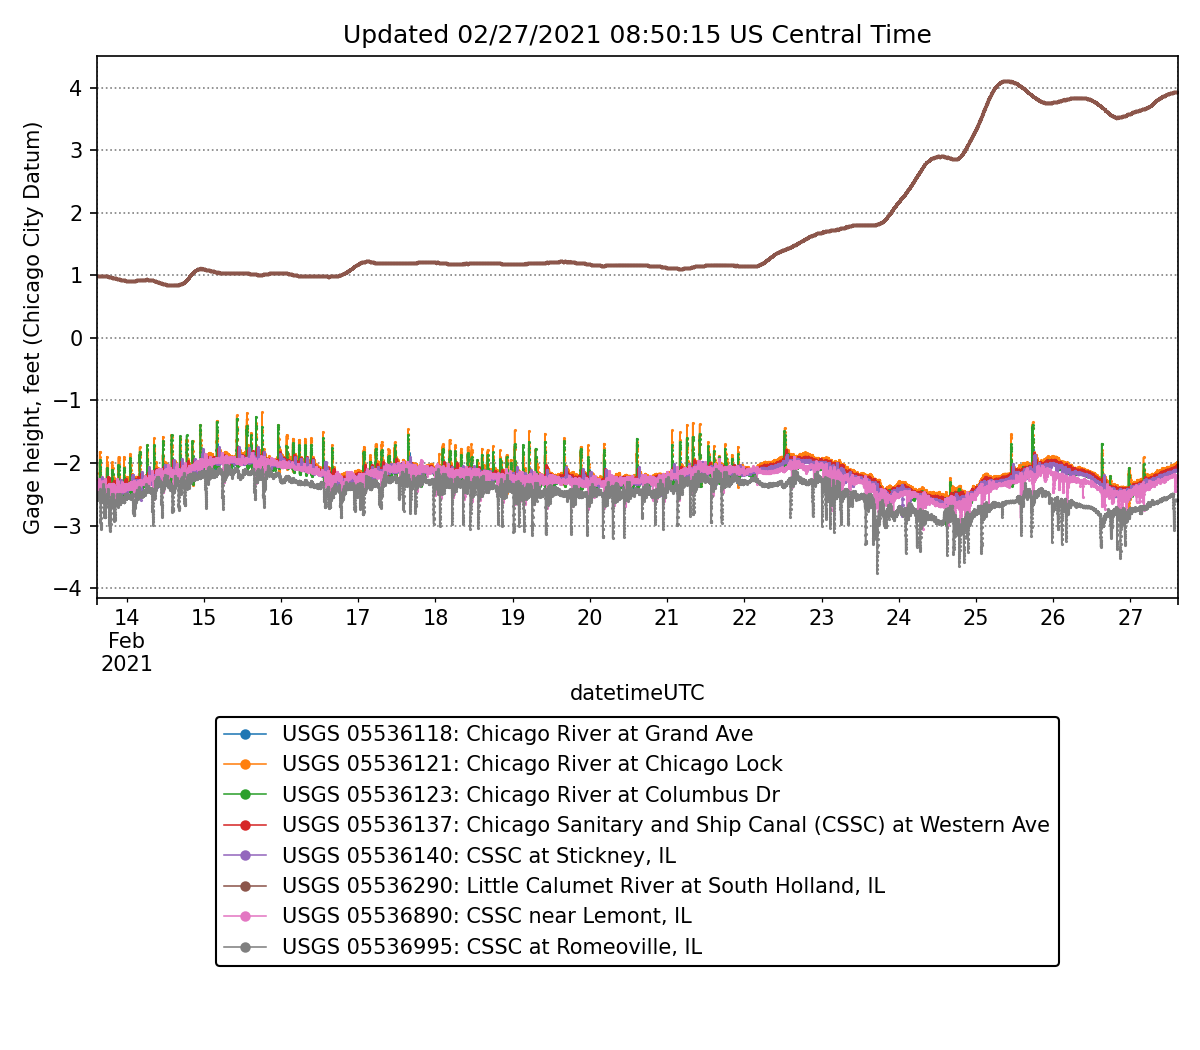 Updated 02/27/2021 08:50:15 US Central Time
Gage height, feet (Chicago City Datum)
4
3
2
1
0
−1
−2
−3
−4
14 15 16 17 18 19 20 21 22 23 24 25 26 27
Feb
2021
datetimeUTC
USGS 05536118: Chicago River at Grand Ave
USGS 05536121: Chicago River at Chicago Lock
USGS 05536123: Chicago River at Columbus Dr
USGS 05536137: Chicago Sanitary and Ship Canal (CSSC) at Western Ave
USGS 05536140: CSSC at Stickney, IL
USGS 05536290: Little Calumet River at South Holland, IL
USGS 05536890: CSSC near Lemont, IL
USGS 05536995: CSSC at Romeoville, IL